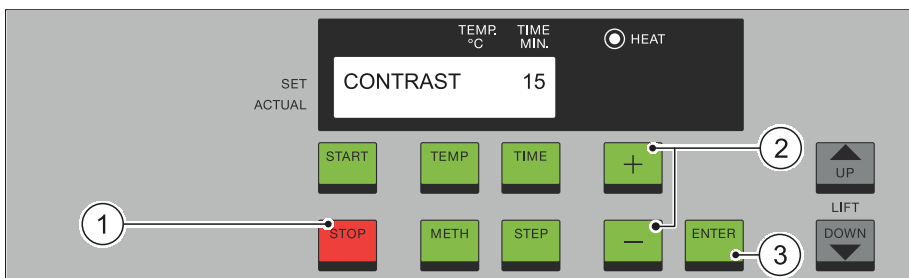 TEMP. TIME
°C MIN.
HEAT
SET
ACTUAL
CONTRAST 15
START TEMP TIME +
2
UP
LIFT
1
STOP METH STEP − ENTER DOWN
3